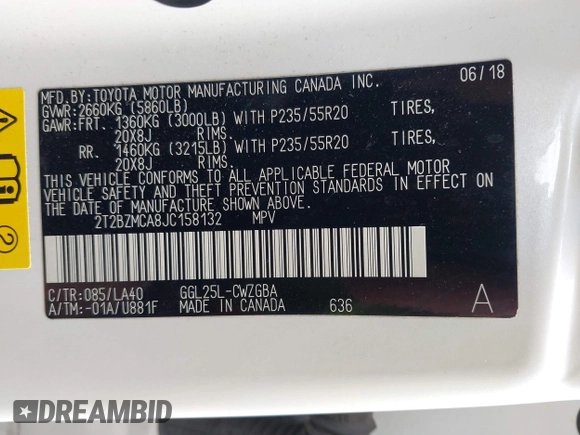 MFD.BY:TOYOTA MOTOR MANUFACTURING CANADA INC. 06/18
GVWR:2660KG (5860LB)
GAWR:FRT. 1360KG (3000LB) WITH P235/55R20 TIRES,
20X8J RIMS.
RR. 1460KG (3215LB) WITH P235/55R20 TIRES,
20X8J RIMS.
THIS VEHICLE CONFORMS TO ALL APPLICABLE FEDERAL MOTOR
VEHICLE SAFETY AND THEFT PREVENTION STANDARDS IN EFFECT ON
THE DATE OF MANUFACTURE SHOWN ABOVE.
2T2BZMCA8JC158132 MPV
C/TR:085/LA40 GGL25L-CWZGBA
A/TM:-01A/U881F MADE IN CANADA 636 A
2
DREAMBID